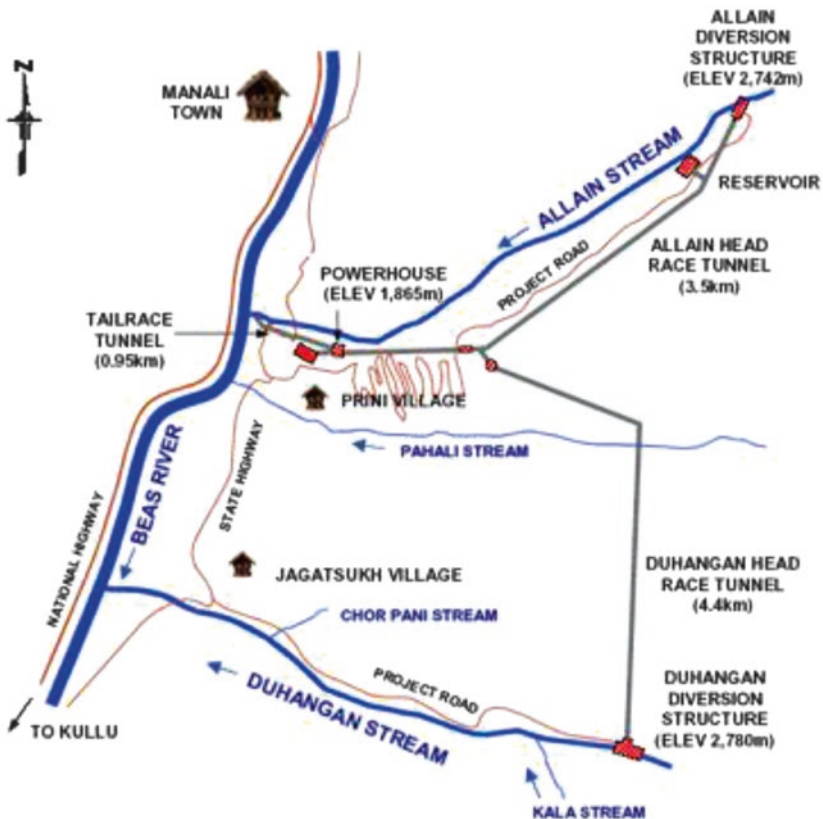 N
MANALI
TOWN
ALLAIN
DIVERSION
STRUCTURE
(ELEV 2,742m)
ALLAIN STREAM
RESERVOIR
PROJECT ROAD
ALLAIN HEAD
RACE TUNNEL
(3.5km)
POWERHOUSE
(ELEV 1,865m)
TAILRACE
TUNNEL
(0.95km)
PRINI VILLAGE
PAHALI STREAM
STATE HIGHWAY
BEAS RIVER
NATIONAL HIGHWAY
JAGATSUKH VILLAGE
DUHANGAN HEAD
RACE TUNNEL
(4.4km)
CHOR PANI STREAM
PROJECT ROAD
DUHANGAN STREAM
DUHANGAN
DIVERSION
STRUCTURE
(ELEV 2,780m)
TO KULLU
KALA STREAM